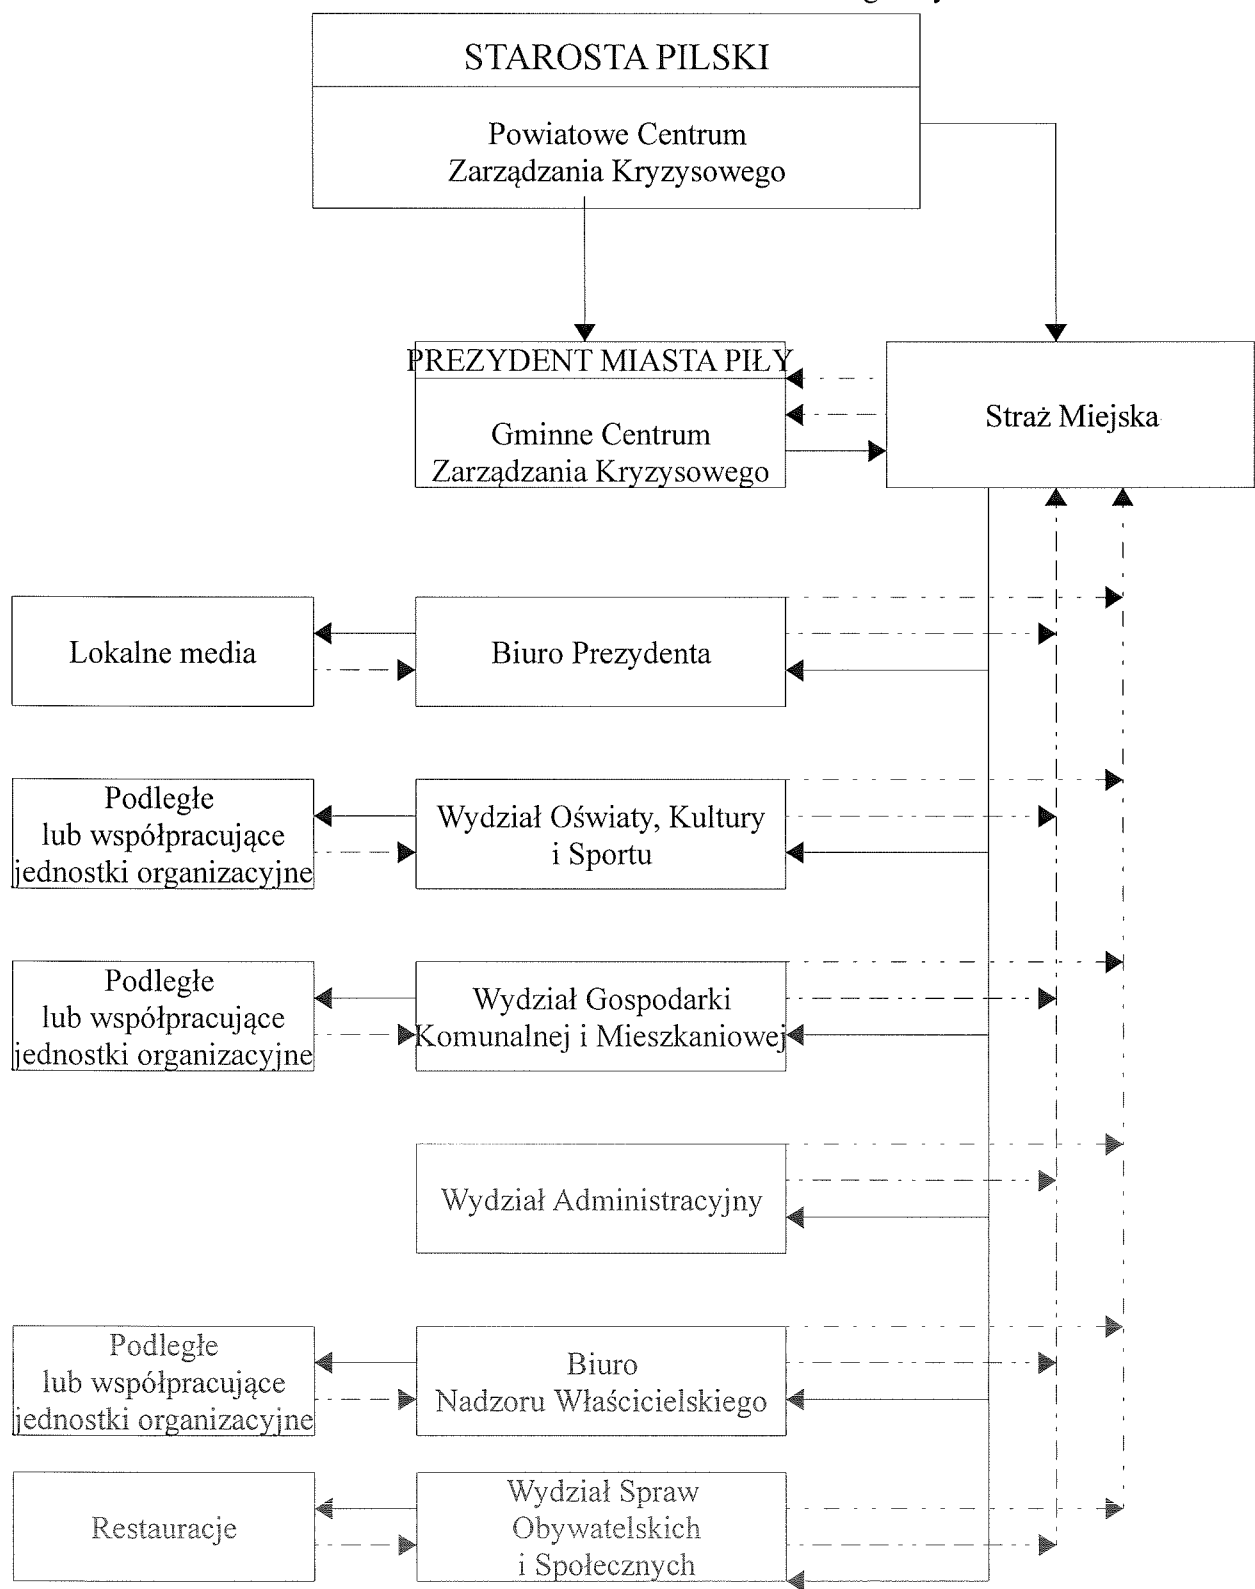 STAROSTA PILSKI
Powiatowe Centrum
Zarządzania Kryzysowego
PREZYDENT MIASTA PIŁY
Gminne Centrum
Zarządzania Kryzysowego
Straż Miejska
Lokalne media
Biuro Prezydenta
Podległe
lub współpracujące
jednostki organizacyjne
Wydział Oświaty, Kultury
i Sportu
Podległe
lub współpracujące
jednostki organizacyjne
Wydział Gospodarki
Komunalnej i Mieszkaniowej
Wydział Administracyjny
Podległe
lub współpracujące
jednostki organizacyjne
Biuro
Nadzoru Właścicielskiego
Restauracje
Wydział Spraw
Obywatelskich
i Społecznych